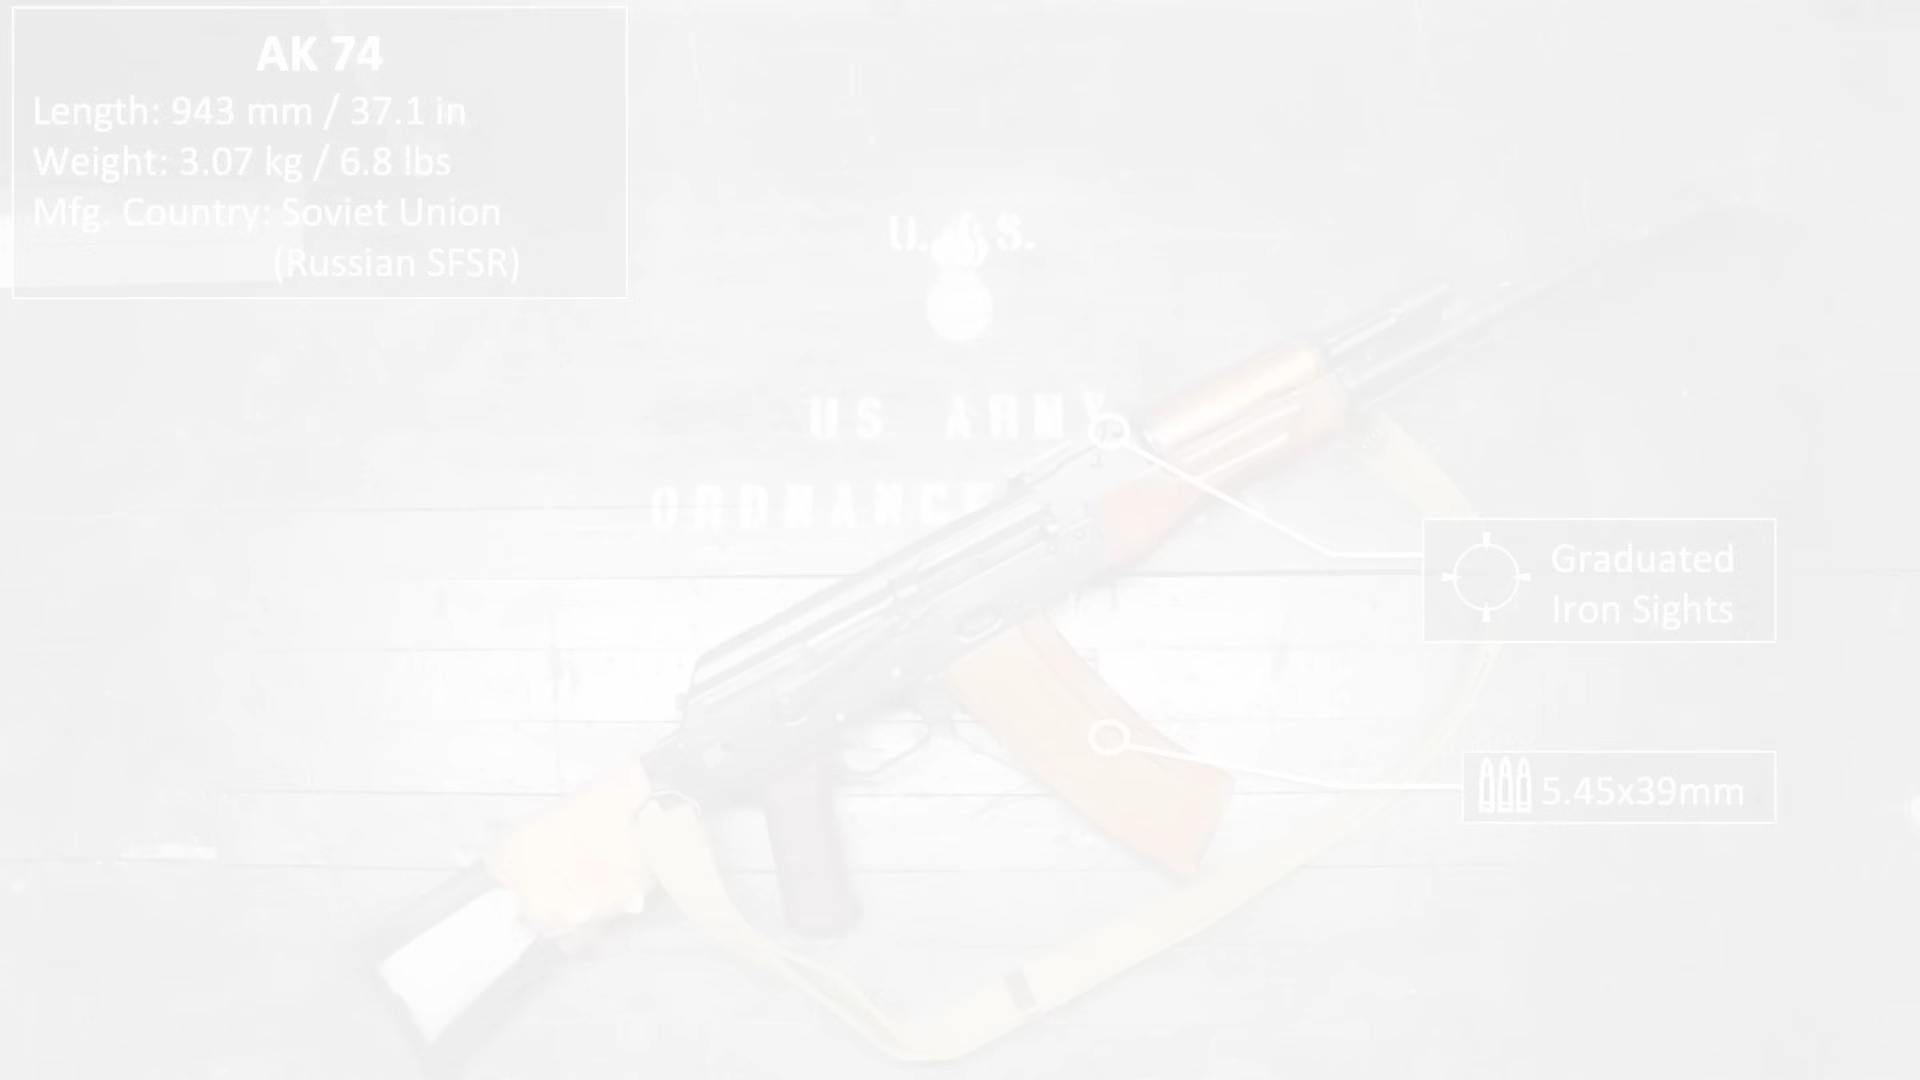 AK 74
Length: 943 mm / 37.1 in
Weight: 3.07 kg / 6.8 lbs
Mfg. Country: Soviet Union
(Russian SFSR)
U. S.
US ARMY
ORDNANCE
Graduated
Iron Sights
5.45x39mm